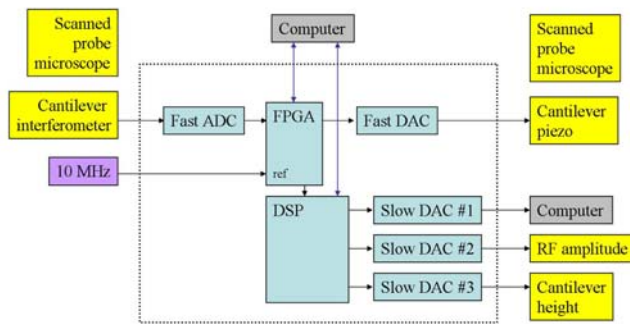 Scanned
probe
microscope
Computer
Scanned
probe
microscope
Cantilever
interferometer
Fast ADC
FPGA
Fast DAC
Cantilever
piezo
10 MHz
ref
DSP
Slow DAC #1
Computer
Slow DAC #2
RF amplitude
Slow DAC #3
Cantilever
height